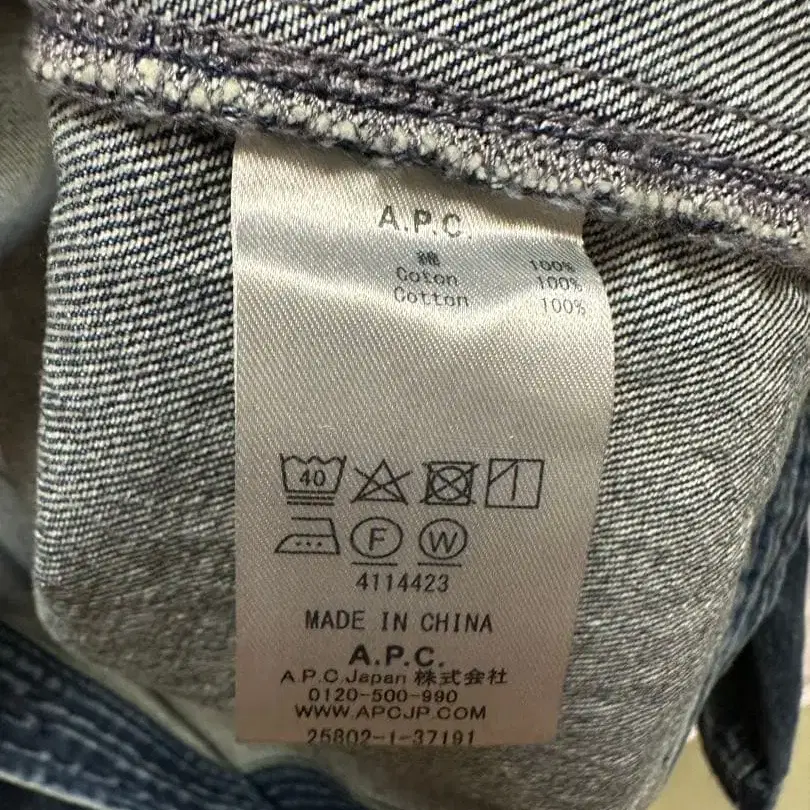 A.P.C.
綿 100%
Coton 100%
Cotton 100%
40
F W
4114423
MADE IN CHINA
A.P.C.
A.P.C.Japan 株式会社
0120-500-990
WWW.APCJP.COM
25802-1-37191